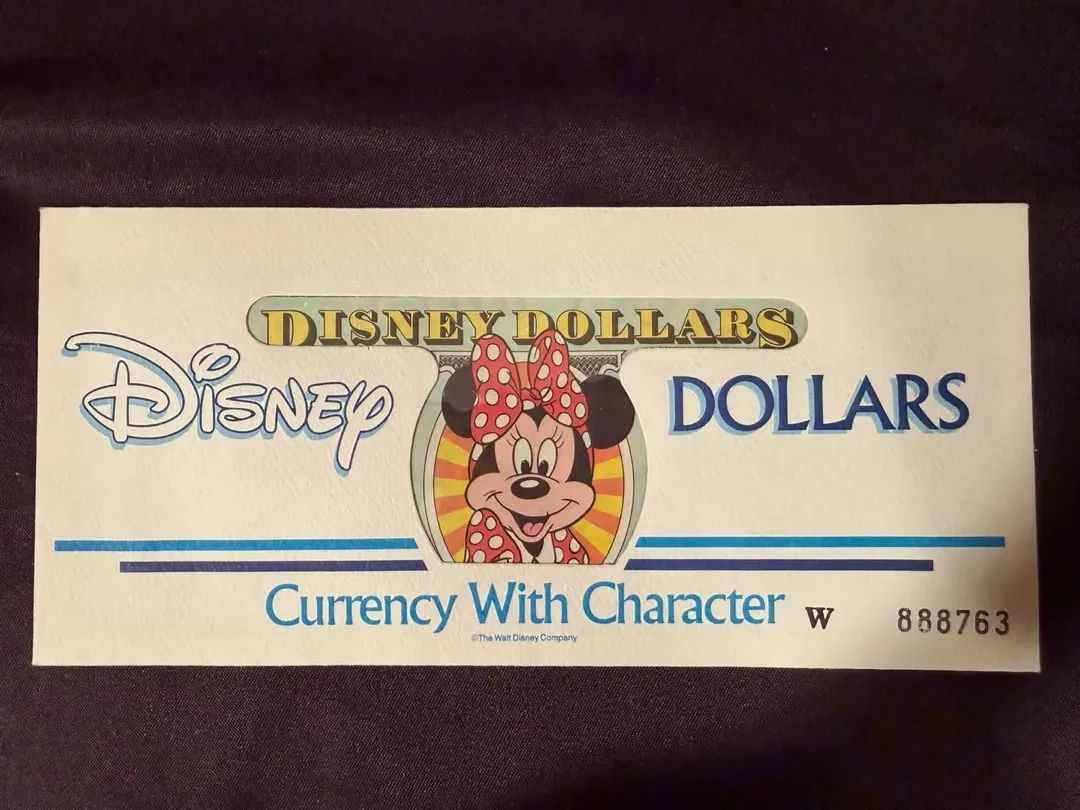 DISNEY DOLLARS
Disney DOLLARS
Currency With Character W 888763
©The Walt Disney Company